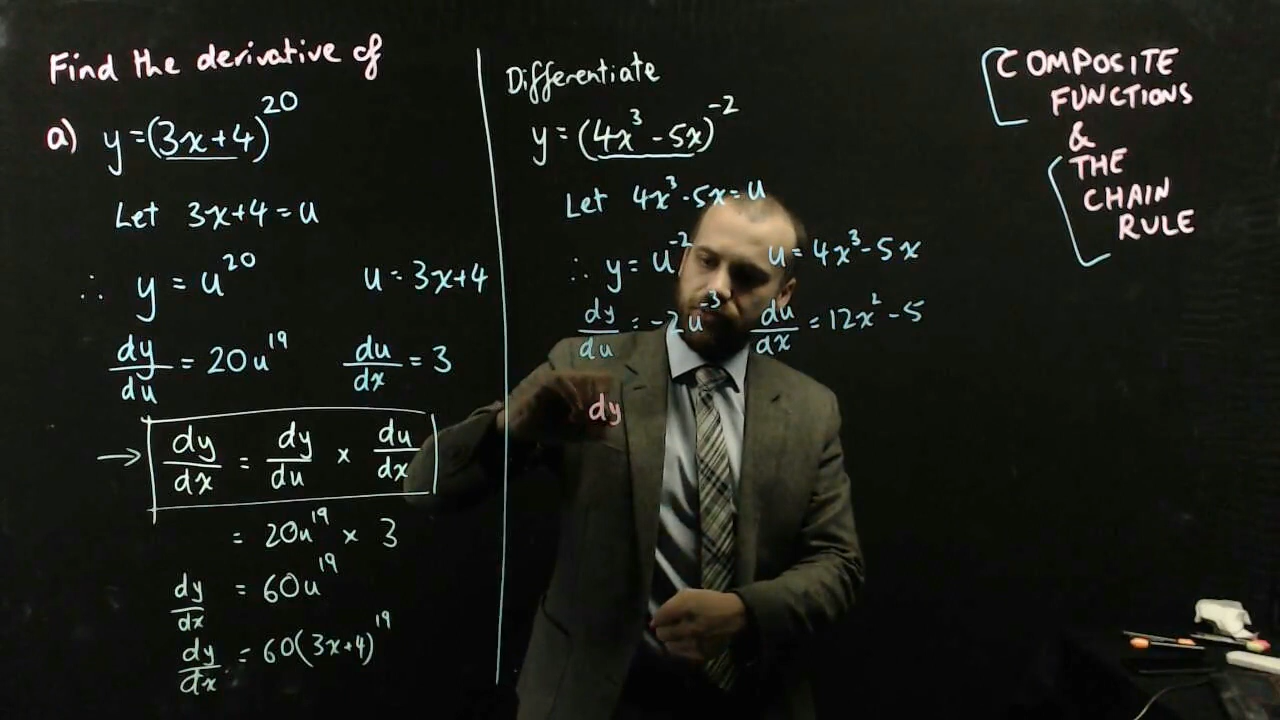 Find the derivative of
a) y=(3x+4)^20
Let 3x+4=u
∴ y = u^20 u = 3x+4
dy/du = 20u^19 du/dx = 3
→ dy/dx = dy/du × du/dx
= 20u^19 × 3
dy/dx = 60u^19
dy/dx = 60(3x+4)^19
Differentiate
y=(4x^3-5x)^-2
Let 4x^3-5x=u
∴ y=u^-2 u=4x^3-5x
dy/du = -2u^-3 du/dx = 12x^2-5
dy
COMPOSITE
FUNCTIONS
&
THE
CHAIN
RULE